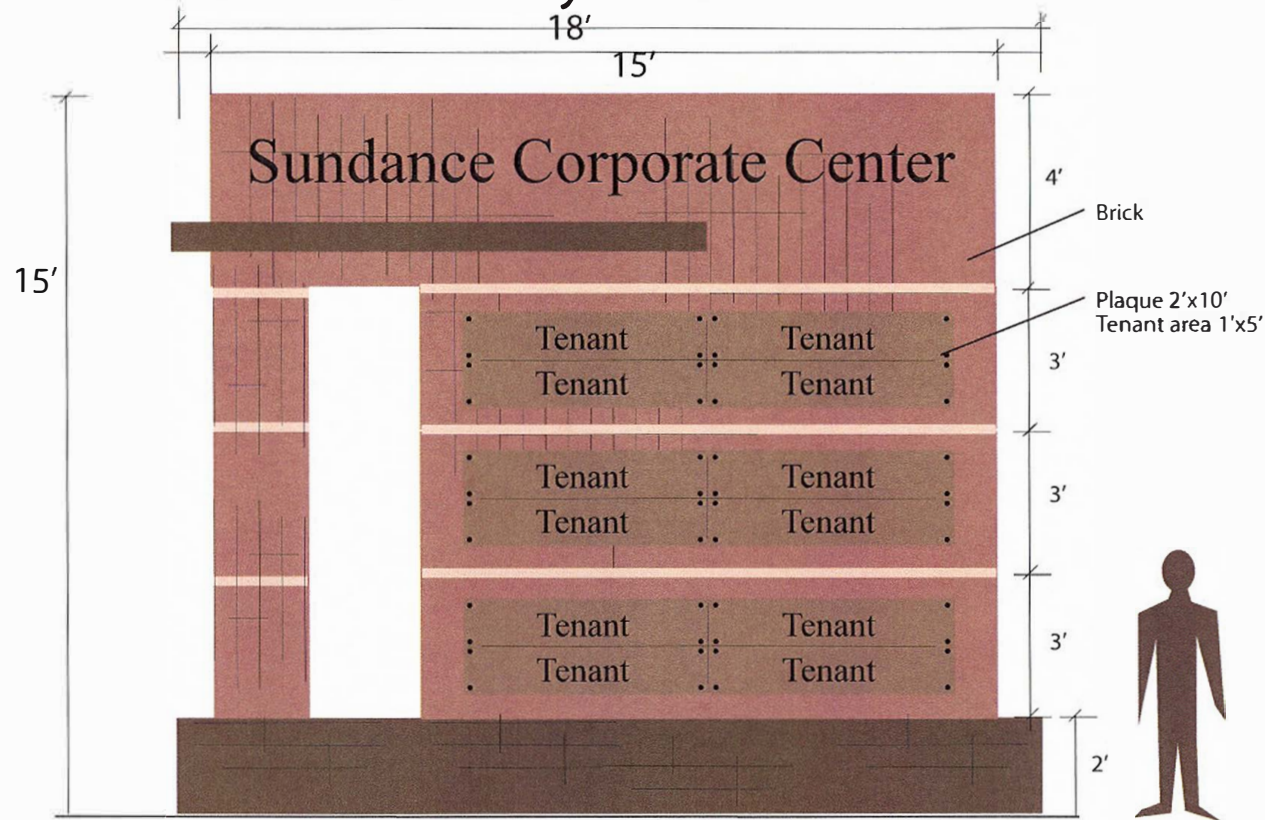 18'
15'
Sundance Corporate Center
4'
Brick
15'
Plaque 2'x10'
Tenant area 1'x5'
Tenant Tenant
3'
Tenant Tenant
Tenant Tenant
3'
Tenant Tenant
Tenant Tenant
3'
Tenant Tenant
2'